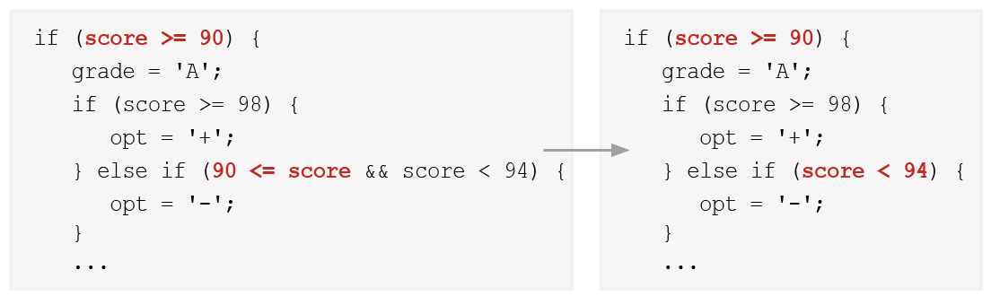 if (score >= 90) {
grade = 'A';
if (score >= 98) {
opt = '+';
} else if (90 <= score && score < 94) {
opt = '-';
}
...
if (score >= 90) {
grade = 'A';
if (score >= 98) {
opt = '+';
} else if (score < 94) {
opt = '-';
}
...